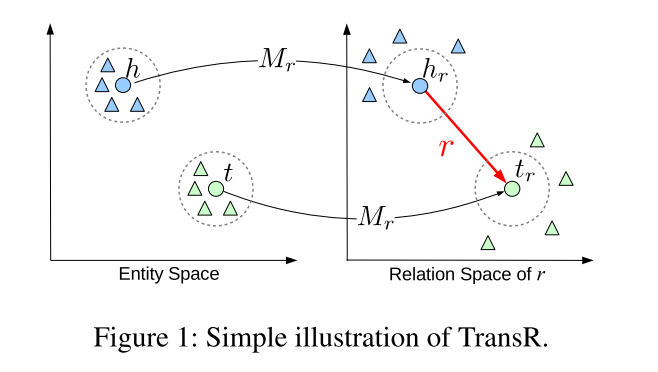 h
M_r
h_r
r
t
t_r
M_r
Entity Space
Relation Space of r
Figure 1: Simple illustration of TransR.